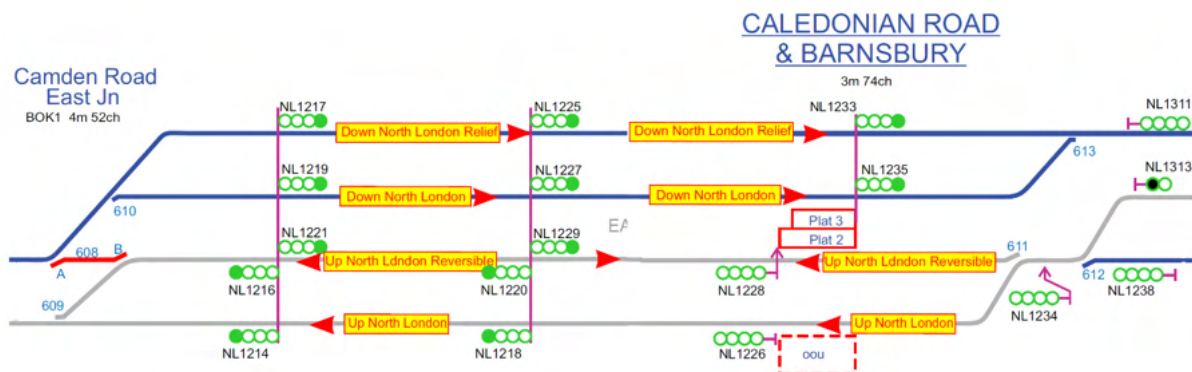 CALEDONIAN ROAD
& BARNSBURY
3m 74ch
Camden Road
East Jn
BOK1 4m 52ch
NL1217
NL1225
NL1233
NL1311
Down North London Relief
Down North London Relief
613
NL1219
NL1227
NL1235
NL1313
610
Down North London
Down North London
Plat 3
EA
NL1221
NL1229
Plat 2
611
608
B
A
Up North London Reversible
Up North London Reversible
612
NL1216
NL1220
NL1228
NL1238
609
NL1234
Up North London
Up North London
NL1214
NL1218
NL1226
oou